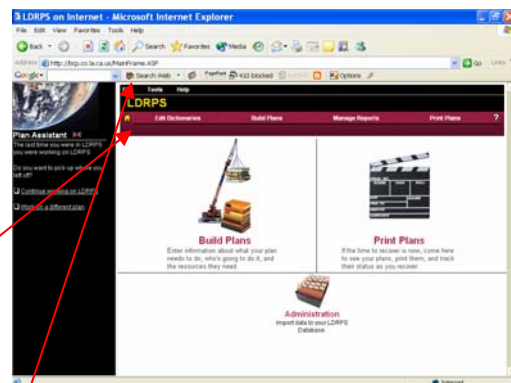 LDRPS on Internet - Microsoft Internet Explorer
File Edit View Favorites Tools Help
Back Search Favorites Media
Address http://bcp.co.la.ca.us/MainFrame.ASP Go Links
Google Search Web PageRank 410 blocked Options
Tools Help
LDRPS
Edit Dictionaries Build Plans Manage Reports Print Plans ?
Plan Assistant
The last time you were in LDRPS
you were working on LDRPS
Do you want to pick up where you
left off?
Continue working on LDRPS
Work on a different plan
Build Plans
Enter information about what your plan
needs to do, who's going to do it, and
the resources they need.
Print Plans
If the time to recover is now, come here
to see your plans, print them, and track
their status as you recover.
Administration
Import data to your LDRPS
Database
Internet